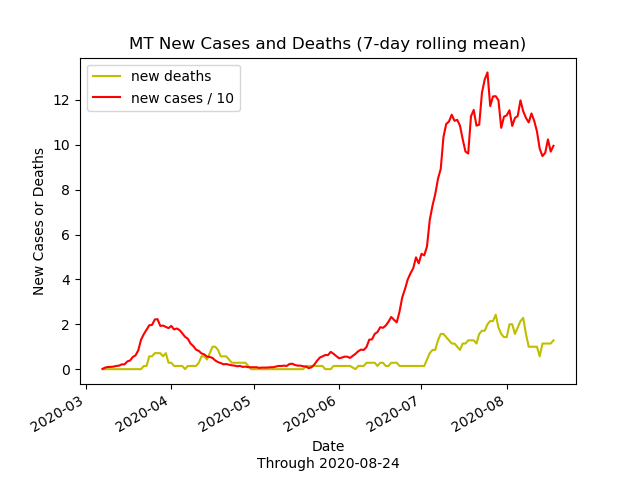 MT New Cases and Deaths (7-day rolling mean)
new deaths
new cases / 10
12
10
8
6
4
2
0
New Cases or Deaths
2020-03
2020-04
2020-05
2020-06
2020-07
2020-08
Date
Through 2020-08-24